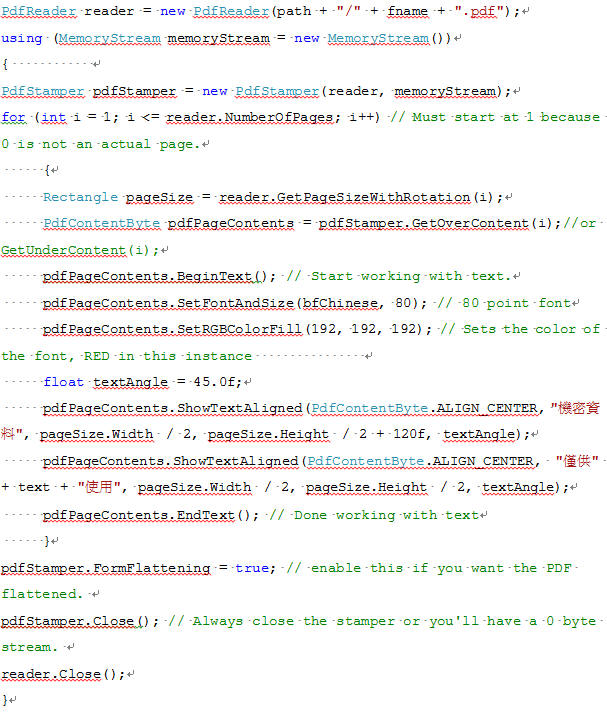 PdfReader reader = new PdfReader(path + "/" + fname + ".pdf");
using (MemoryStream memoryStream = new MemoryStream())
{
PdfStamper pdfStamper = new PdfStamper(reader, memoryStream);
for (int i = 1; i <= reader.NumberOfPages; i++) // Must start at 1 because
0 is not an actual page.
{
Rectangle pageSize = reader.GetPageSizeWithRotation(i);
PdfContentByte pdfPageContents = pdfStamper.GetOverContent(i);//or
GetUnderContent(i);
pdfPageContents.BeginText(); // Start working with text.
pdfPageContents.SetFontAndSize(bfChinese, 80); // 80 point font
pdfPageContents.SetRGBColorFill(192, 192, 192); // Sets the color of
the font, RED in this instance
float textAngle = 45.0f;
pdfPageContents.ShowTextAligned(PdfContentByte.ALIGN_CENTER, "機密資
料", pageSize.Width / 2, pageSize.Height / 2 + 120f, textAngle);
pdfPageContents.ShowTextAligned(PdfContentByte.ALIGN_CENTER, "僅供"
+ text + "使用", pageSize.Width / 2, pageSize.Height / 2, textAngle);
pdfPageContents.EndText(); // Done working with text
}
pdfStamper.FormFlattening = true; // enable this if you want the PDF
flattened.
pdfStamper.Close(); // Always close the stamper or you'll have a 0 byte
stream.
reader.Close();
}